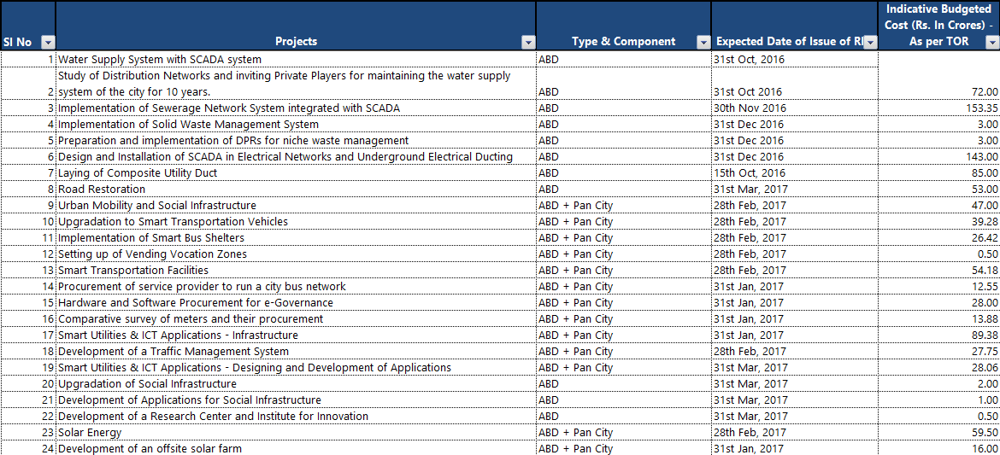 Indicative Budgeted
Cost (Rs. In Crores) -
Sl No Projects Type & Component Expected Date of Issue of RF As per TOR
1 Water Supply System with SCADA system ABD 31st Oct, 2016
Study of Distribution Networks and inviting Private Players for maintaining the water supply
2 system of the city for 10 years. ABD 31st Oct 2016 72.00
3 Implementation of Sewerage Network System integrated with SCADA ABD 30th Nov 2016 153.35
4 Implementation of Solid Waste Management System ABD 31st Dec 2016 3.00
5 Preparation and implementation of DPRs for niche waste management ABD 31st Dec 2016 3.00
6 Design and Installation of SCADA in Electrical Networks and Underground Electrical Ducting ABD 31st Dec 2016 143.00
7 Laying of Composite Utility Duct ABD 15th Oct, 2016 85.00
8 Road Restoration ABD 31st Mar, 2017 53.00
9 Urban Mobility and Social Infrastructure ABD + Pan City 28th Feb, 2017 47.00
10 Upgradation to Smart Transportation Vehicles ABD + Pan City 28th Feb, 2017 39.28
11 Implementation of Smart Bus Shelters ABD + Pan City 28th Feb, 2017 26.42
12 Setting up of Vending Vocation Zones ABD + Pan City 28th Feb, 2017 0.50
13 Smart Transportation Facilities ABD + Pan City 28th Feb, 2017 54.18
14 Procurement of service provider to run a city bus network ABD + Pan City 31st Jan, 2017 12.55
15 Hardware and Software Procurement for e-Governance ABD + Pan City 31st Jan, 2017 28.00
16 Comparative survey of meters and their procurement ABD + Pan City 31st Jan, 2017 13.88
17 Smart Utilities & ICT Applications - Infrastructure ABD + Pan City 31st Jan, 2017 89.38
18 Development of a Traffic Management System ABD + Pan City 28th Feb, 2017 27.75
19 Smart Utilities & ICT Applications - Designing and Development of Applications ABD + Pan City 31st Mar, 2017 28.06
20 Upgradation of Social Infrastructure ABD 31st Mar, 2017 2.00
21 Development of Applications for Social Infrastructure ABD 31st Mar, 2017 1.00
22 Development of a Research Center and Institute for Innovation ABD 31st Mar, 2017 0.50
23 Solar Energy ABD + Pan City 28th Feb, 2017 59.50
24 Development of an offsite solar farm ABD + Pan City 31st Jan, 2017 16.00